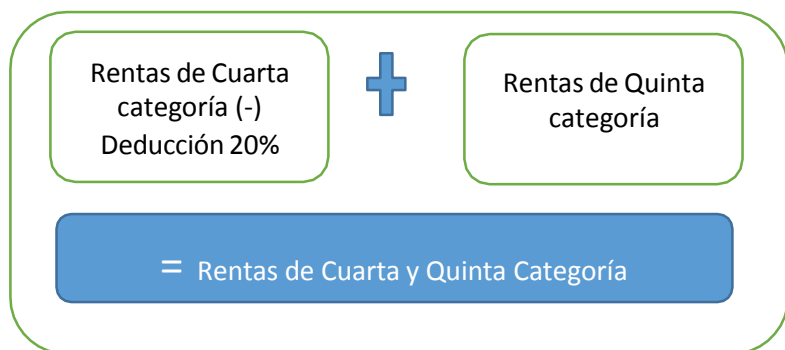 Rentas de Cuarta
categoría (-)
Deducción 20%
Rentas de Quinta
categoría
= Rentas de Cuarta y Quinta Categoría